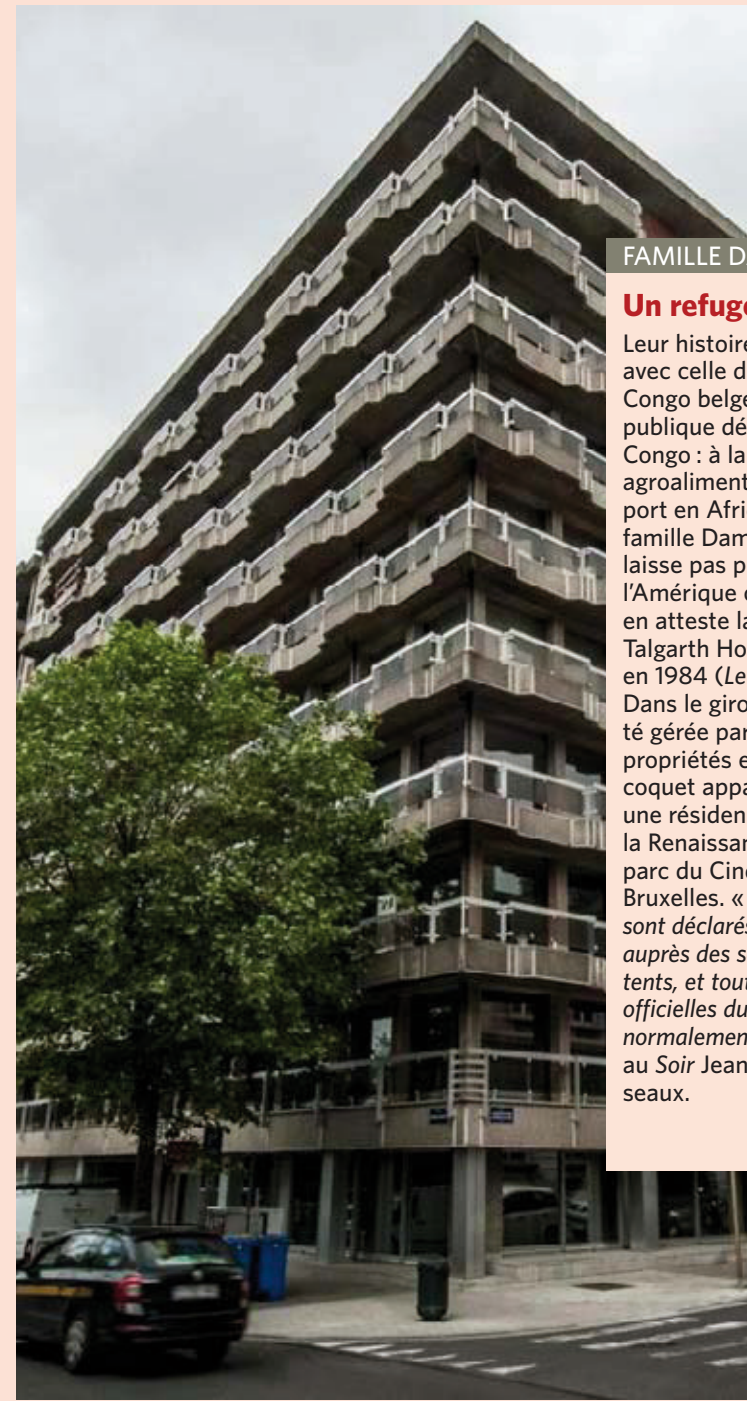 FAMILLE D
Un refuge
Leur histoire
avec celle d
Congo belge
publique dé
Congo : à la
agroaliment
port en Afri
famille Dam
laisse pas p
l'Amérique
en atteste la
Talgarth Ho
en 1984 (Le
Dans le giro
té gérée par
propriétés e
coquet appa
une résiden
la Renaissan
parc du Cinq
Bruxelles. «
sont déclarés
auprès des s
tents, et tout
officielles du
normalemen
au Soir Jean
seaux.